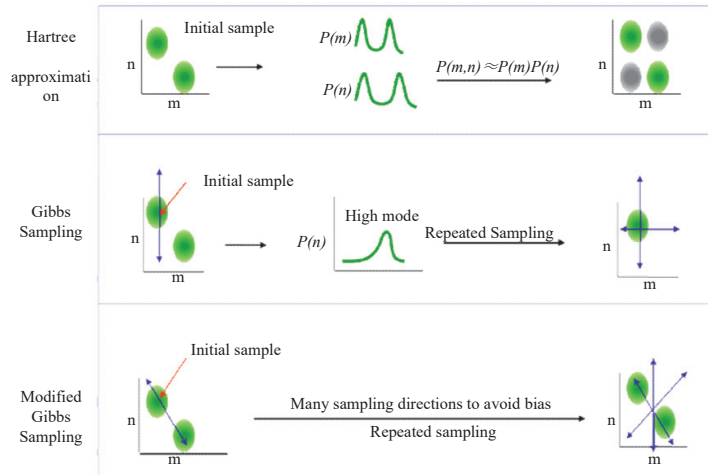 Hartree
approximati
on
n
m
Initial sample
P(m)
P(n)
P(m,n) ≈P(m)P(n)
n
m
Gibbs
Sampling
n
m
Initial sample
P(n)
High mode
Repeated Sampling
n
m
Modified
Gibbs
Sampling
n
m
Initial sample
Many sampling directions to avoid bias
Repeated sampling
n
m